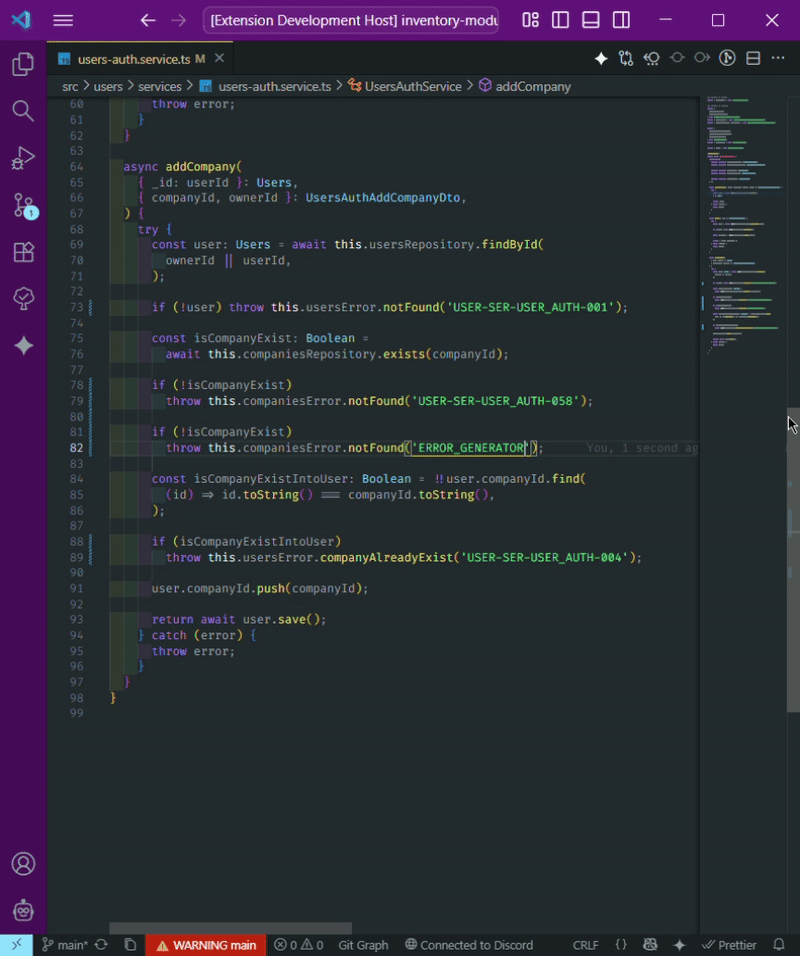 [Extension Development Host] inventory-modu
users-auth.service.ts M
src > users > services > users-auth.service.ts > UsersAuthService > addCompany
60 throw error;
61 }
62 }
63
64 async addCompany(
65 { _id: userId }: Users,
66 { companyId, ownerId }: UsersAuthAddCompanyDto,
67 ) {
68 try {
69 const user: Users = await this.usersRepository.findById(
70 ownerId || userId,
71 );
72
73 if (!user) throw this.usersError.notFound('USER-SER-USER_AUTH-001');
74
75 const isCompanyExist: Boolean =
76 await this.companiesRepository.exists(companyId);
77
78 if (!isCompanyExist)
79 throw this.companiesError.notFound('USER-SER-USER_AUTH-058');
80
81 if (!isCompanyExist)
82 throw this.companiesError.notFound('ERROR_GENERATOR'); You, 1 second ag
83
84 const isCompanyExistIntoUser: Boolean = !!user.companyId.find(
85 (id) => id.toString() === companyId.toString(),
86 );
87
88 if (isCompanyExistIntoUser)
89 throw this.usersError.companyAlreadyExist('USER-SER-USER_AUTH-004');
90
91 user.companyId.push(companyId);
92
93 return await user.save();
94 } catch (error) {
95 throw error;
96 }
97 }
98 }
99
1
main* WARNING main 0 0 Git Graph Connected to Discord CRLF {} Prettier